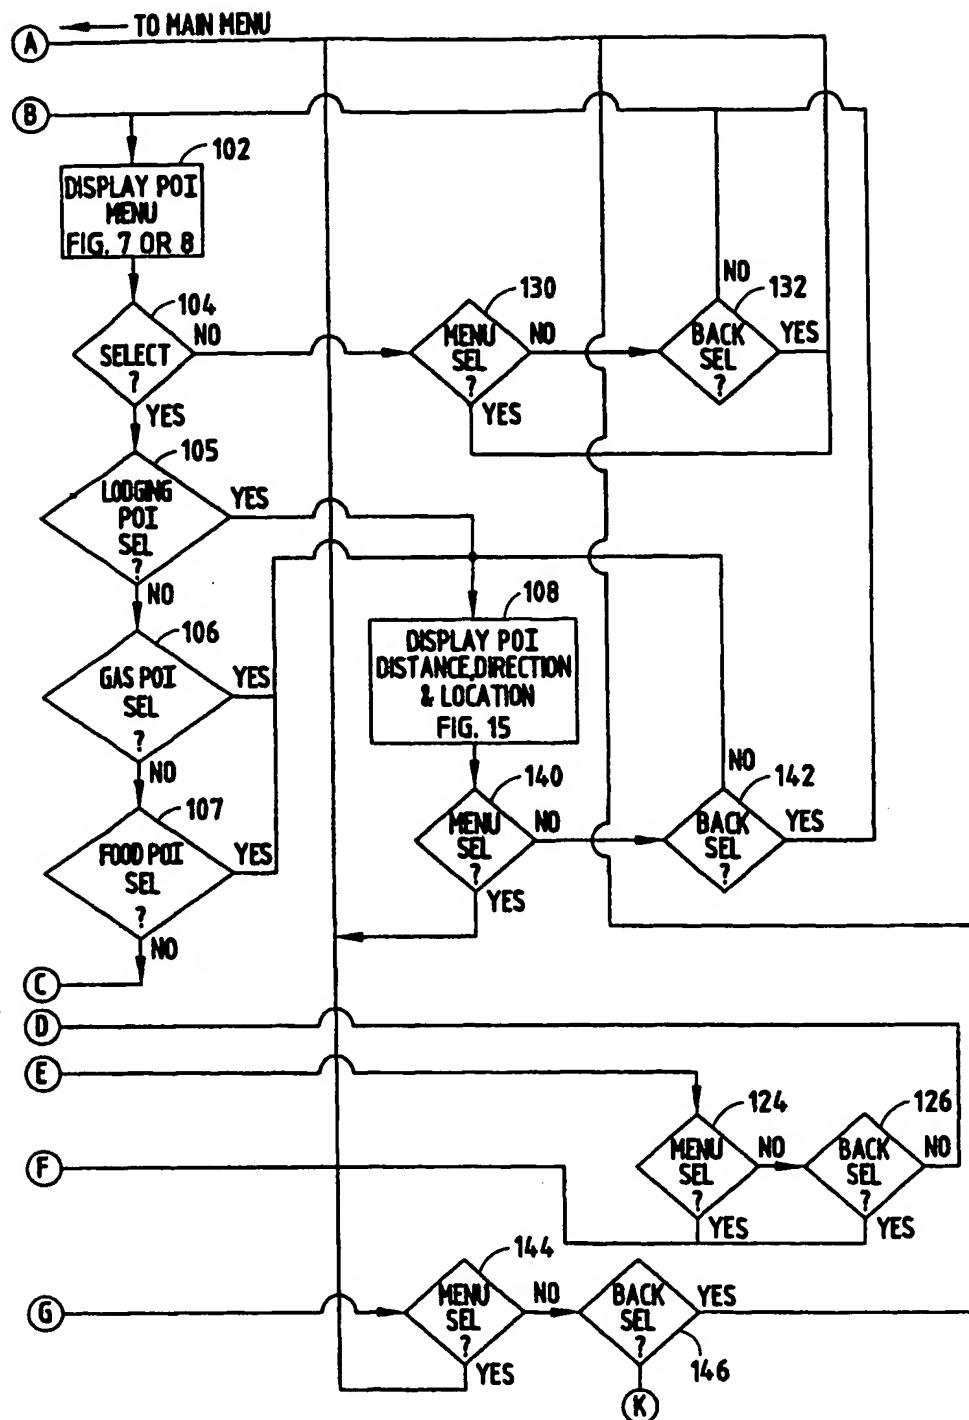 TO MAIN MENU
A
B
102
DISPLAY POI
MENU
FIG. 7 OR 8
104
SELECT
?
NO
YES
130
MENU
SEL
?
NO
YES
132
BACK
SEL
?
NO
YES
105
LODGING
POI
SEL
?
YES
NO
106
GAS POI
SEL
?
YES
NO
107
FOOD POI
SEL
?
YES
NO
108
DISPLAY POI
DISTANCE,DIRECTION
& LOCATION
FIG. 15
140
MENU
SEL
?
NO
YES
142
BACK
SEL
?
NO
YES
C
D
E
124
MENU
SEL
?
NO
YES
126
BACK
SEL
?
NO
YES
F
G
144
MENU
SEL
?
NO
YES
BACK
SEL
?
YES
146
K